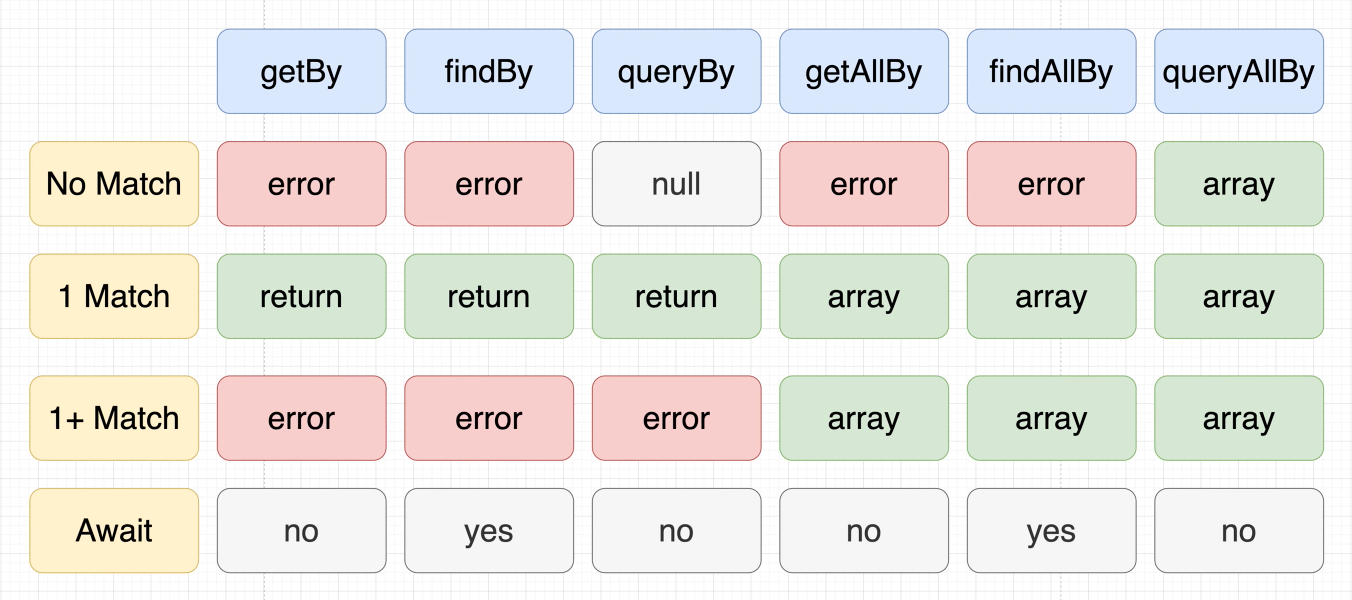 getBy findBy queryBy getAllBy findAllBy queryAllBy
No Match error error null error error array
1 Match return return return array array array
1+ Match error error error array array array
Await no yes no no yes no